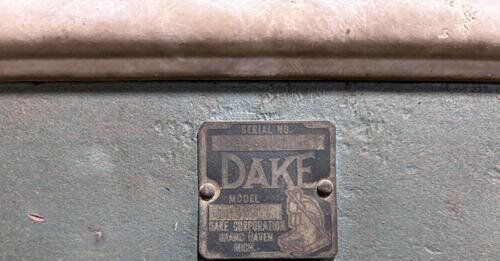 SERIAL NO.
DAKE
MODEL
DAKE CORPORATION
GRAND HAVEN
MICH.